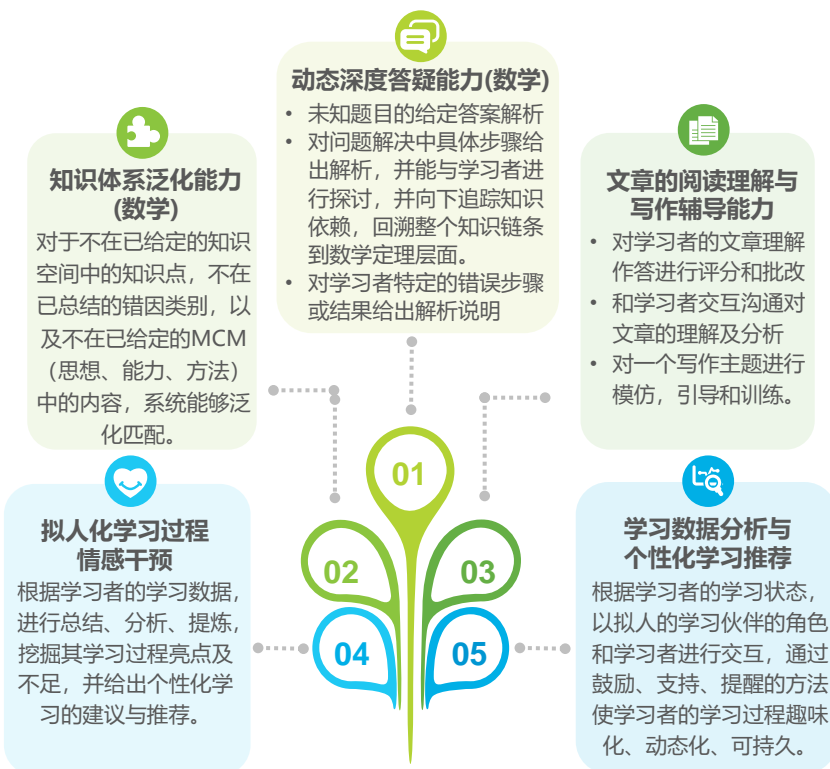 动态深度答疑能力(数学)
• 未知题目的给定答案解析
• 对问题解决中具体步骤给
出解析，并能与学习者进
行探讨，并向下追踪知识
依赖，回溯整个知识链条
到数学定理层面。
• 对学习者特定的错误步骤
或结果给出解析说明
知识体系泛化能力
(数学)
对于不在已给定的知识
空间中的知识点，不在
已总结的错因类别，以
及不在已给定的MCM
（思想、能力、方法）
中的内容，系统能够泛
化匹配。
文章的阅读理解与
写作辅导能力
• 对学习者的文章理解
作答进行评分和批改
• 和学习者交互沟通对
文章的理解及分析
• 对一个写作主题进行
模仿，引导和训练。
01
02
03
04
05
拟人化学习过程
情感干预
根据学习者的学习数据，
进行总结、分析、提炼，
挖掘其学习过程亮点及
不足，并给出个性化学
习的建议与推荐。
学习数据分析与
个性化学习推荐
根据学习者的学习状态，
以拟人的学习伙伴的角色
和学习者进行交互，通过
鼓励、支持、提醒的方法
使学习者的学习过程趣味
化、动态化、可持久。